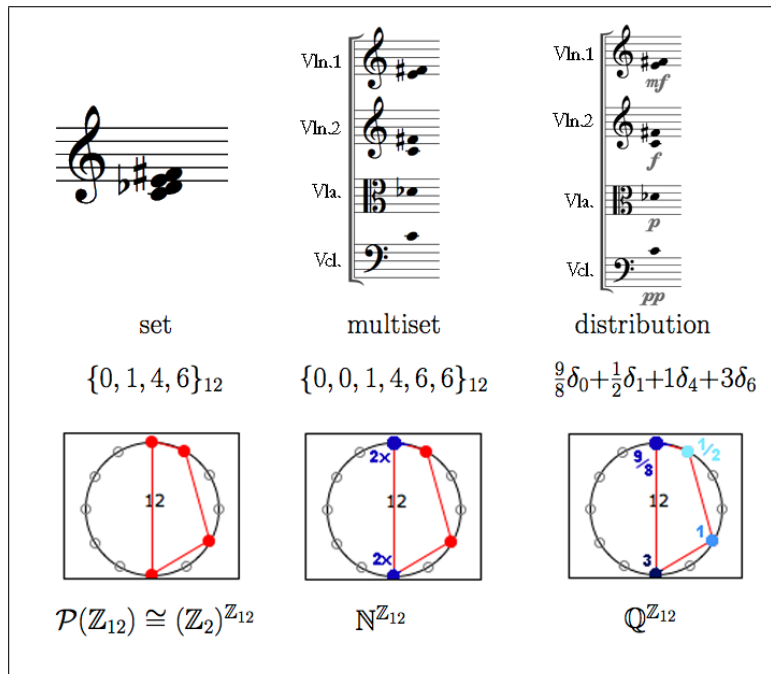 Vln.1
Vln.2
Vla.
Vcl.
Vln.1
mf
Vln.2
f
Vla.
p
Vcl.
pp
set
multiset
distribution
{0, 1, 4, 6}₁₂
{0, 0, 1, 4, 6, 6}₁₂
9/8δ₀+1/2δ₁+1δ₄+3δ₆
12
2x
12
2x
9/8
1/2
12
1
3
𝒫(ℤ₁₂) ≅ (ℤ₂)^ℤ₁₂
ℕ^ℤ₁₂
ℚ^ℤ₁₂